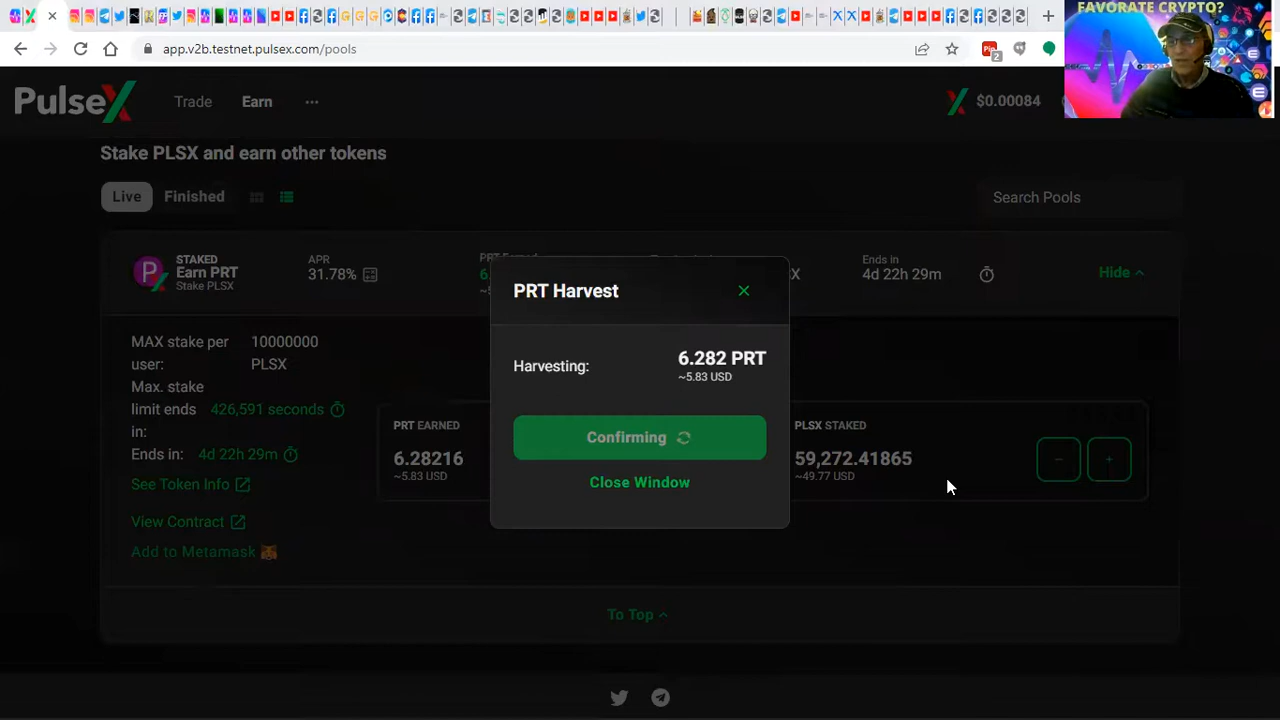 FAVORATE CRYPTO?
app.v2b.testnet.pulsex.com/pools
2
PulseX
Trade
Earn
$0.00084
Stake PLSX and earn other tokens
Live
Finished
Search Pools
P
STAKED
Earn PRT
Stake PLSX
APR
31.78%
X
Ends in
4d 22h 29m
Hide
PRT Harvest
Harvesting:
6.282 PRT
~5.83 USD
Confirming
Close Window
MAX stake per
user:
10000000
PLSX
Max. stake
limit ends
in:
426,591 seconds
Ends in:
4d 22h 29m
See Token Info
View Contract
Add to Metamask
PRT EARNED
6.28216
~5.83 USD
PLSX STAKED
59,272.41865
~49.77 USD
-
+
To Top